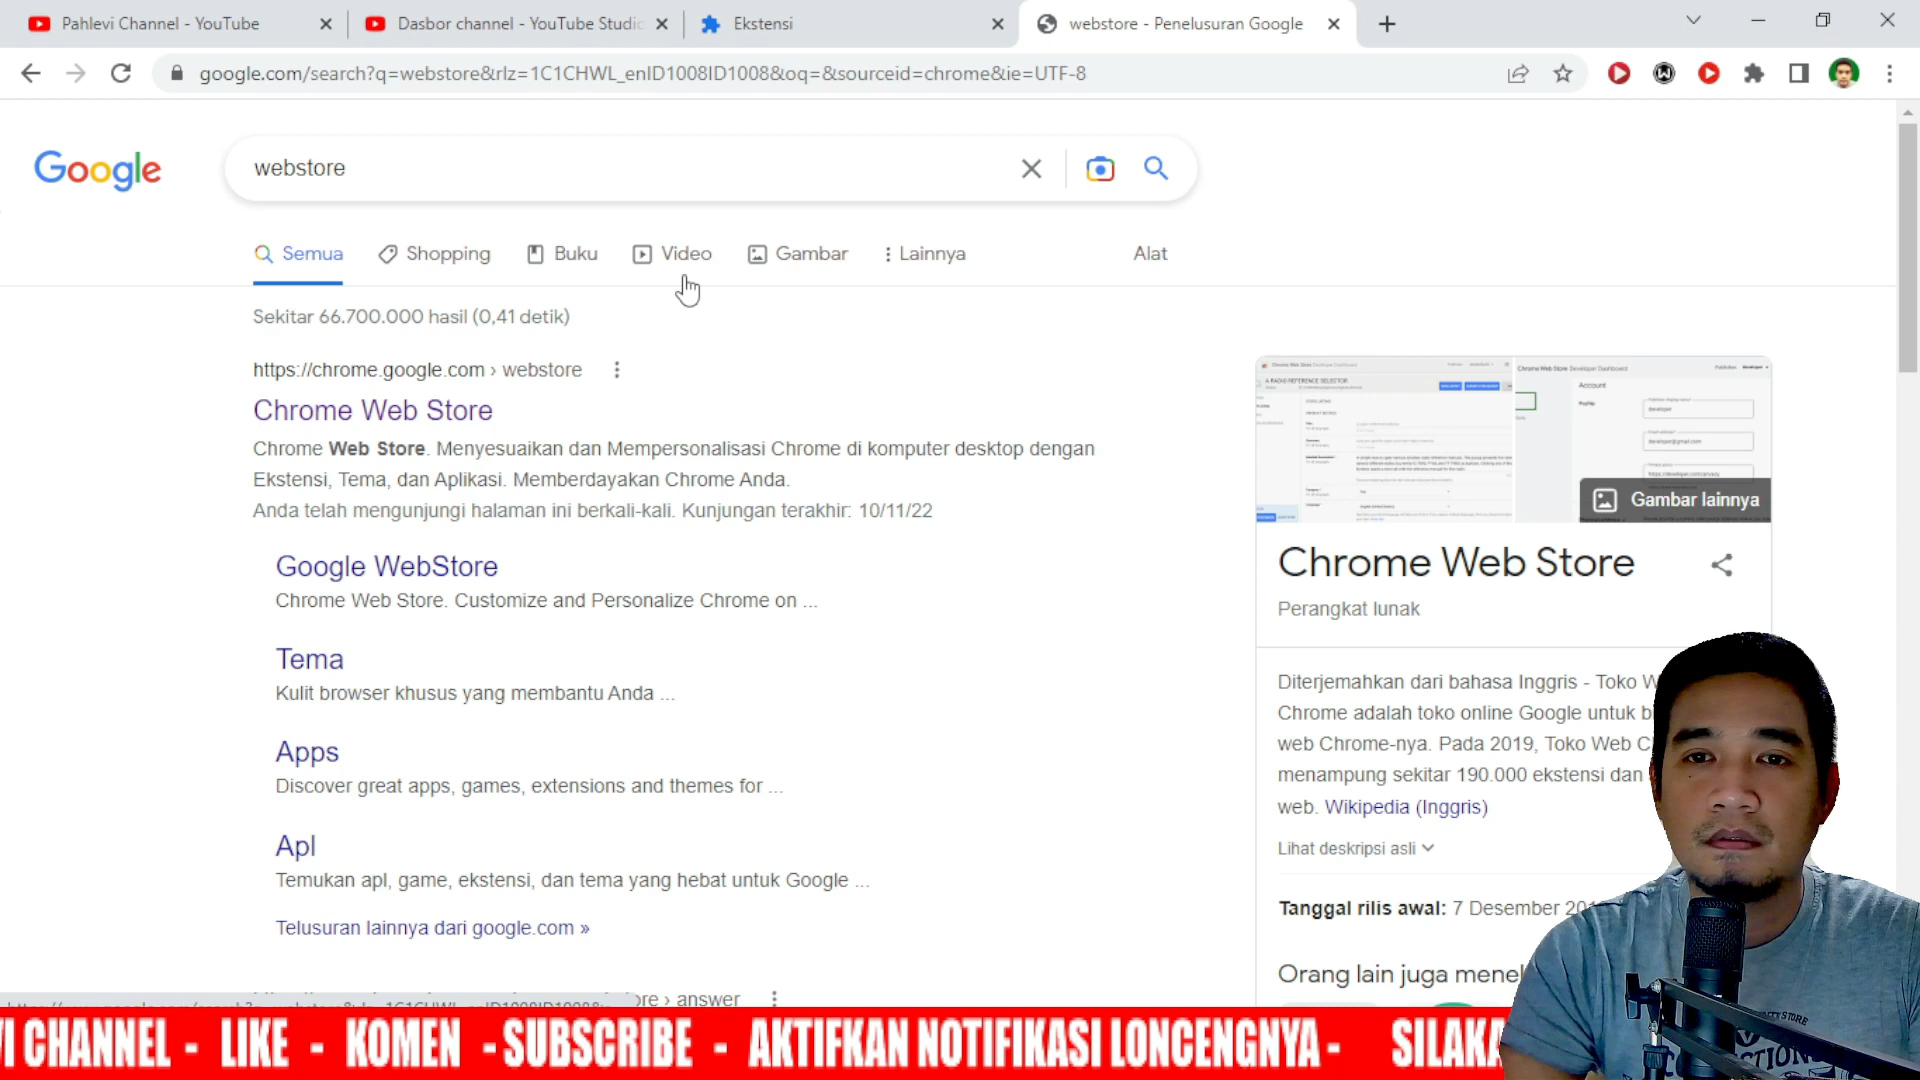 Pahlevi Channel - YouTube
Dasbor channel - YouTube Studio
Ekstensi
webstore - Penelusuran Google
google.com/search?q=webstore&rlz=1C1CHWL_enID1008ID1008&oq=&sourceid=chrome&ie=UTF-8
Google
webstore
Semua
Shopping
Buku
Video
Gambar
Lainnya
Alat
Sekitar 66.700.000 hasil (0,41 detik)
https://chrome.google.com › webstore
Chrome Web Store
Chrome Web Store. Menyesuaikan dan Mempersonalisasi Chrome di komputer desktop dengan
Ekstensi, Tema, dan Aplikasi. Memberdayakan Chrome Anda.
Anda telah mengunjungi halaman ini berkali-kali. Kunjungan terakhir: 10/11/22
Google WebStore
Chrome Web Store. Customize and Personalize Chrome on ...
Tema
Kulit browser khusus yang membantu Anda ...
Apps
Discover great apps, games, extensions and themes for ...
Apl
Temukan apl, game, ekstensi, dan tema yang hebat untuk Google ...
Telusuran lainnya dari google.com »
› answer
Gambar lainnya
Chrome Web Store
Perangkat lunak
Diterjemahkan dari bahasa Inggris - Toko W
Chrome adalah toko online Google untuk b
web Chrome-nya. Pada 2019, Toko Web C
menampung sekitar 190.000 ekstensi dan
web. Wikipedia (Inggris)
Lihat deskripsi asli
Tanggal rilis awal: 7 Desember 20
Orang lain juga menel
VI CHANNEL - LIKE - KOMEN - SUBSCRIBE - AKTIFKAN NOTIFIKASI LONCENGNYA - SILAKA